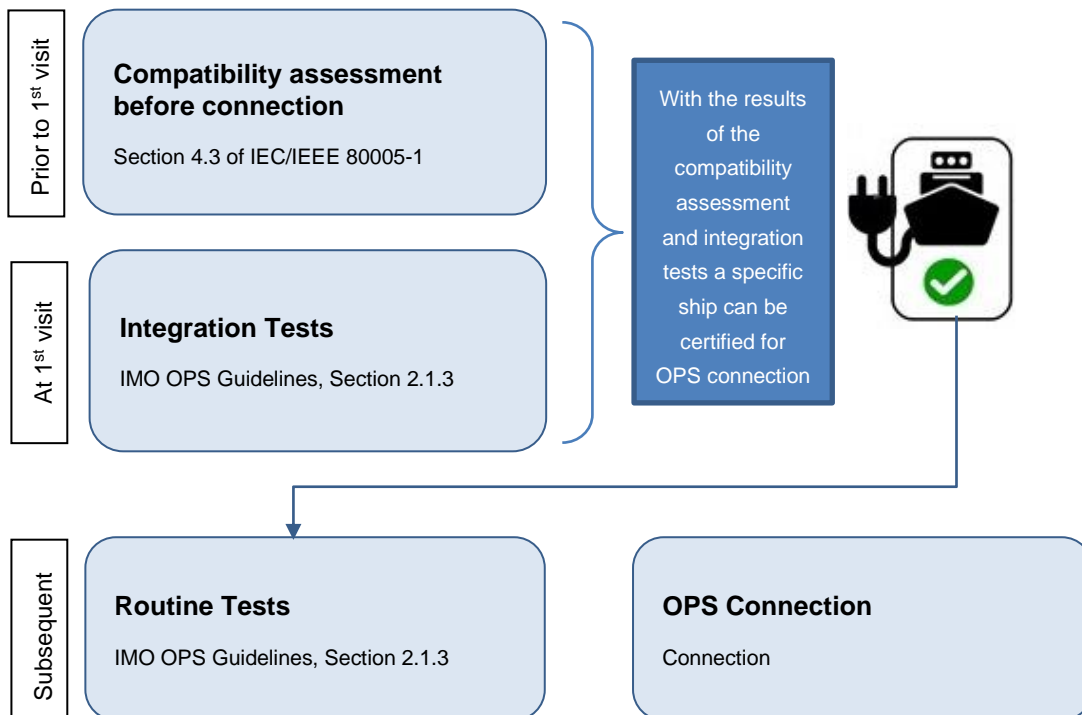 Prior to 1st visit
Compatibility assessment
before connection
Section 4.3 of IEC/IEEE 80005-1
With the results
of the
compatibility
assessment
and integration
tests a specific
ship can be
certified for
OPS connection
At 1st visit
Integration Tests
IMO OPS Guidelines, Section 2.1.3
Subsequent
Routine Tests
IMO OPS Guidelines, Section 2.1.3
OPS Connection
Connection